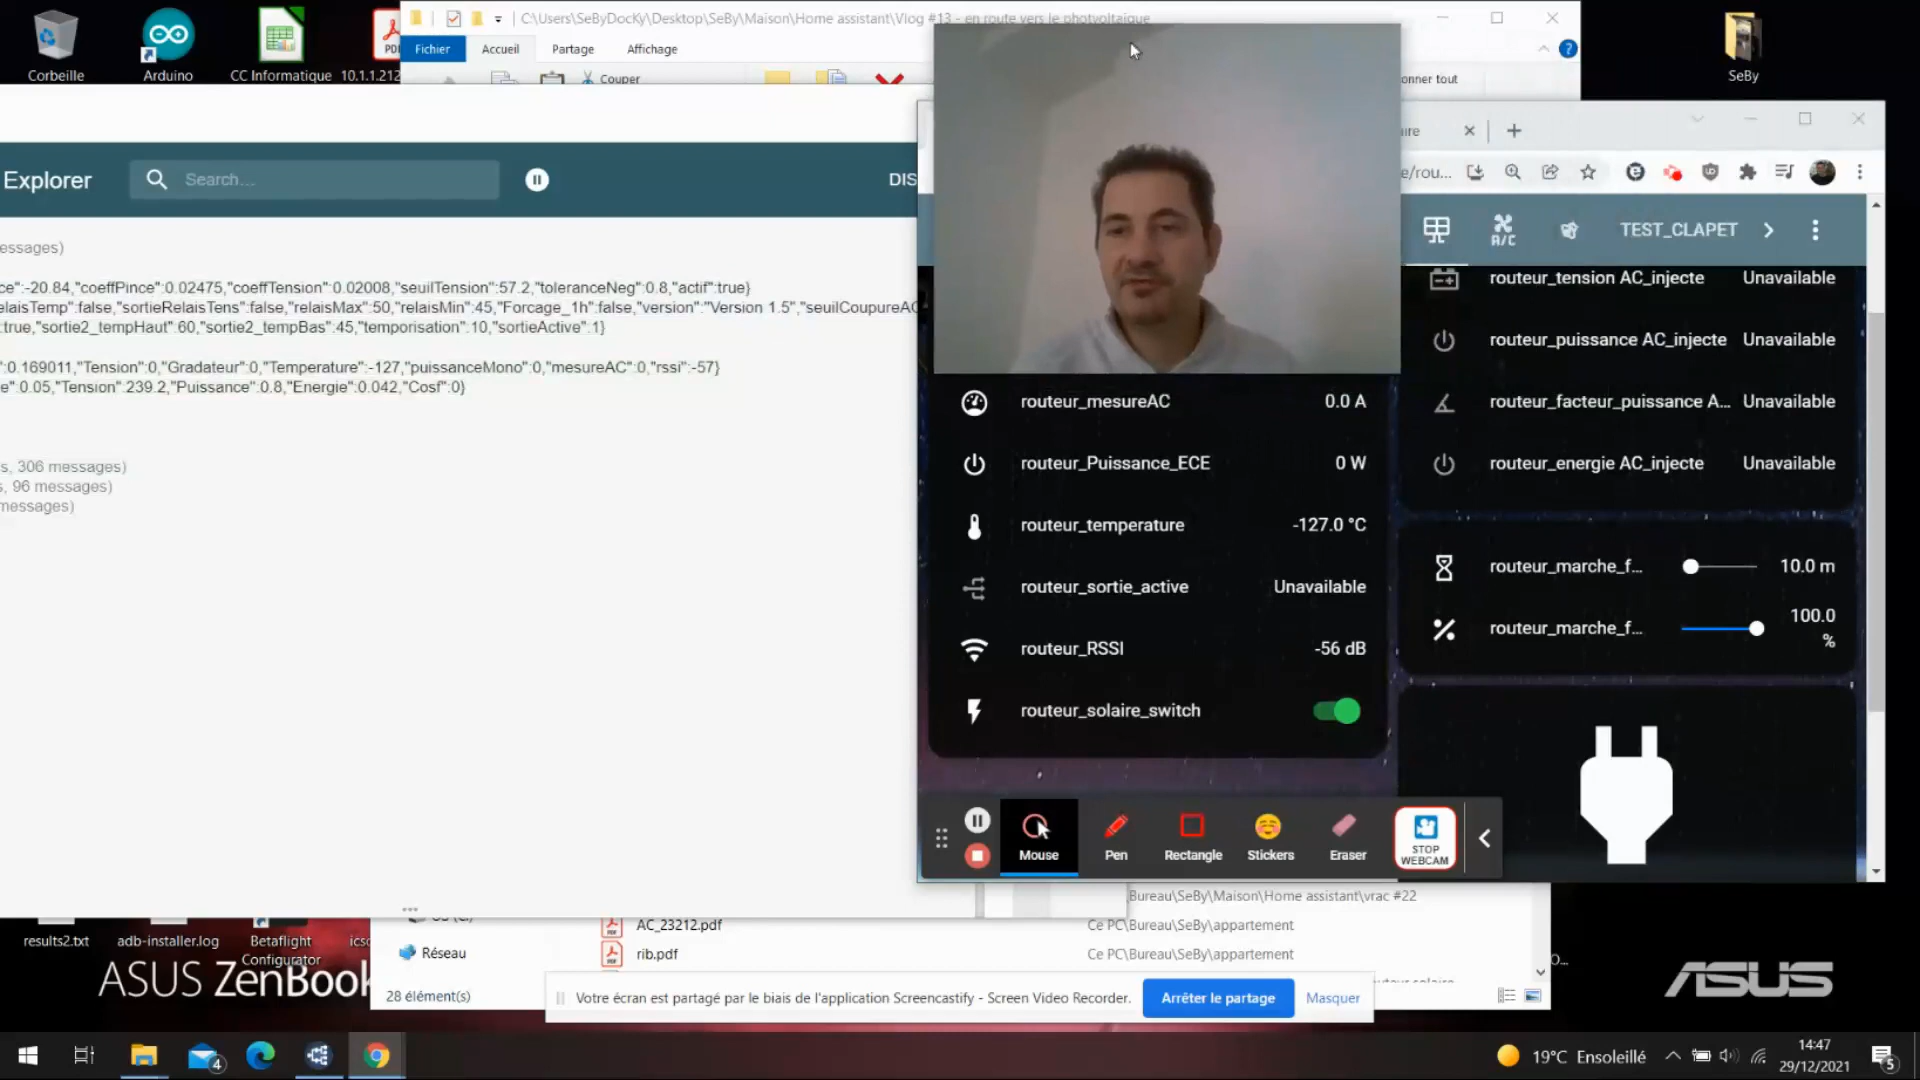 C:\Users\SeByDocKy\Desktop\SeBy\Maison\Home assistant\Vlog #13 - en route vers le photvoltaique
Fichier
Accueil
Partage
Affichage
Couper
onner tout
Corbeille
Arduino
CC Informatique
10.1.1.212
SeBy
Explorer
Search...
DIS
essages)
ce":-20.84,"coeffPince":0.02475,"coeffTension":0.02008,"seuilTension":57.2,"toleranceNeg":0.8,"actif":true}
elaisTemp":false,"sortieRelaisTens":false,"relaisMax":50,"relaisMin":45,"Forcage_1h":false,"version":"Version 1.5","seuilCoupureAC
:true,"sortie2_tempHaut":60,"sortie2_tempBas":45,"temporisation":10,"sortieActive":1}
":0.169011,"Tension":0,"Gradateur":0,"Temperature":-127,"puissanceMono":0,"mesureAC":0,"rssi":-57}
e":0.05,"Tension":239.2,"Puissance":0.8,"Energie":0.042,"Cosf":0}
s, 306 messages)
s, 96 messages)
messages)
ire
e/rou...
A/C
TEST_CLAPET
routeur_tension AC_injecte Unavailable
routeur_puissance AC_injecte Unavailable
routeur_facteur_puissance A... Unavailable
routeur_energie AC_injecte Unavailable
routeur_mesureAC 0.0 A
routeur_Puissance_ECE 0 W
routeur_temperature -127.0 °C
routeur_sortie_active Unavailable
routeur_RSSI -56 dB
routeur_solaire_switch
routeur_marche_f... 10.0 m
routeur_marche_f... 100.0
%
Mouse
Pen
Rectangle
Stickers
Eraser
STOP
WEBCAM
Bureau\SeBy\Maison\Home assistant\vrac #22
AC_23212.pdf
Ce PC\Bureau\SeBy\appartement
rib.pdf
Ce PC\Bureau\SeBy\appartement
Réseau
28 élément(s)
results2.txt
adb-installer.log
Betaflight
Configurator
icsc
ASUS ZenBook
ASUS
Votre écran est partagé par le biais de l'application Screencastify - Screen Video Recorder.
Arrêter le partage
Masquer
4
19°C Ensoleillé
14:47
29/12/2021
5